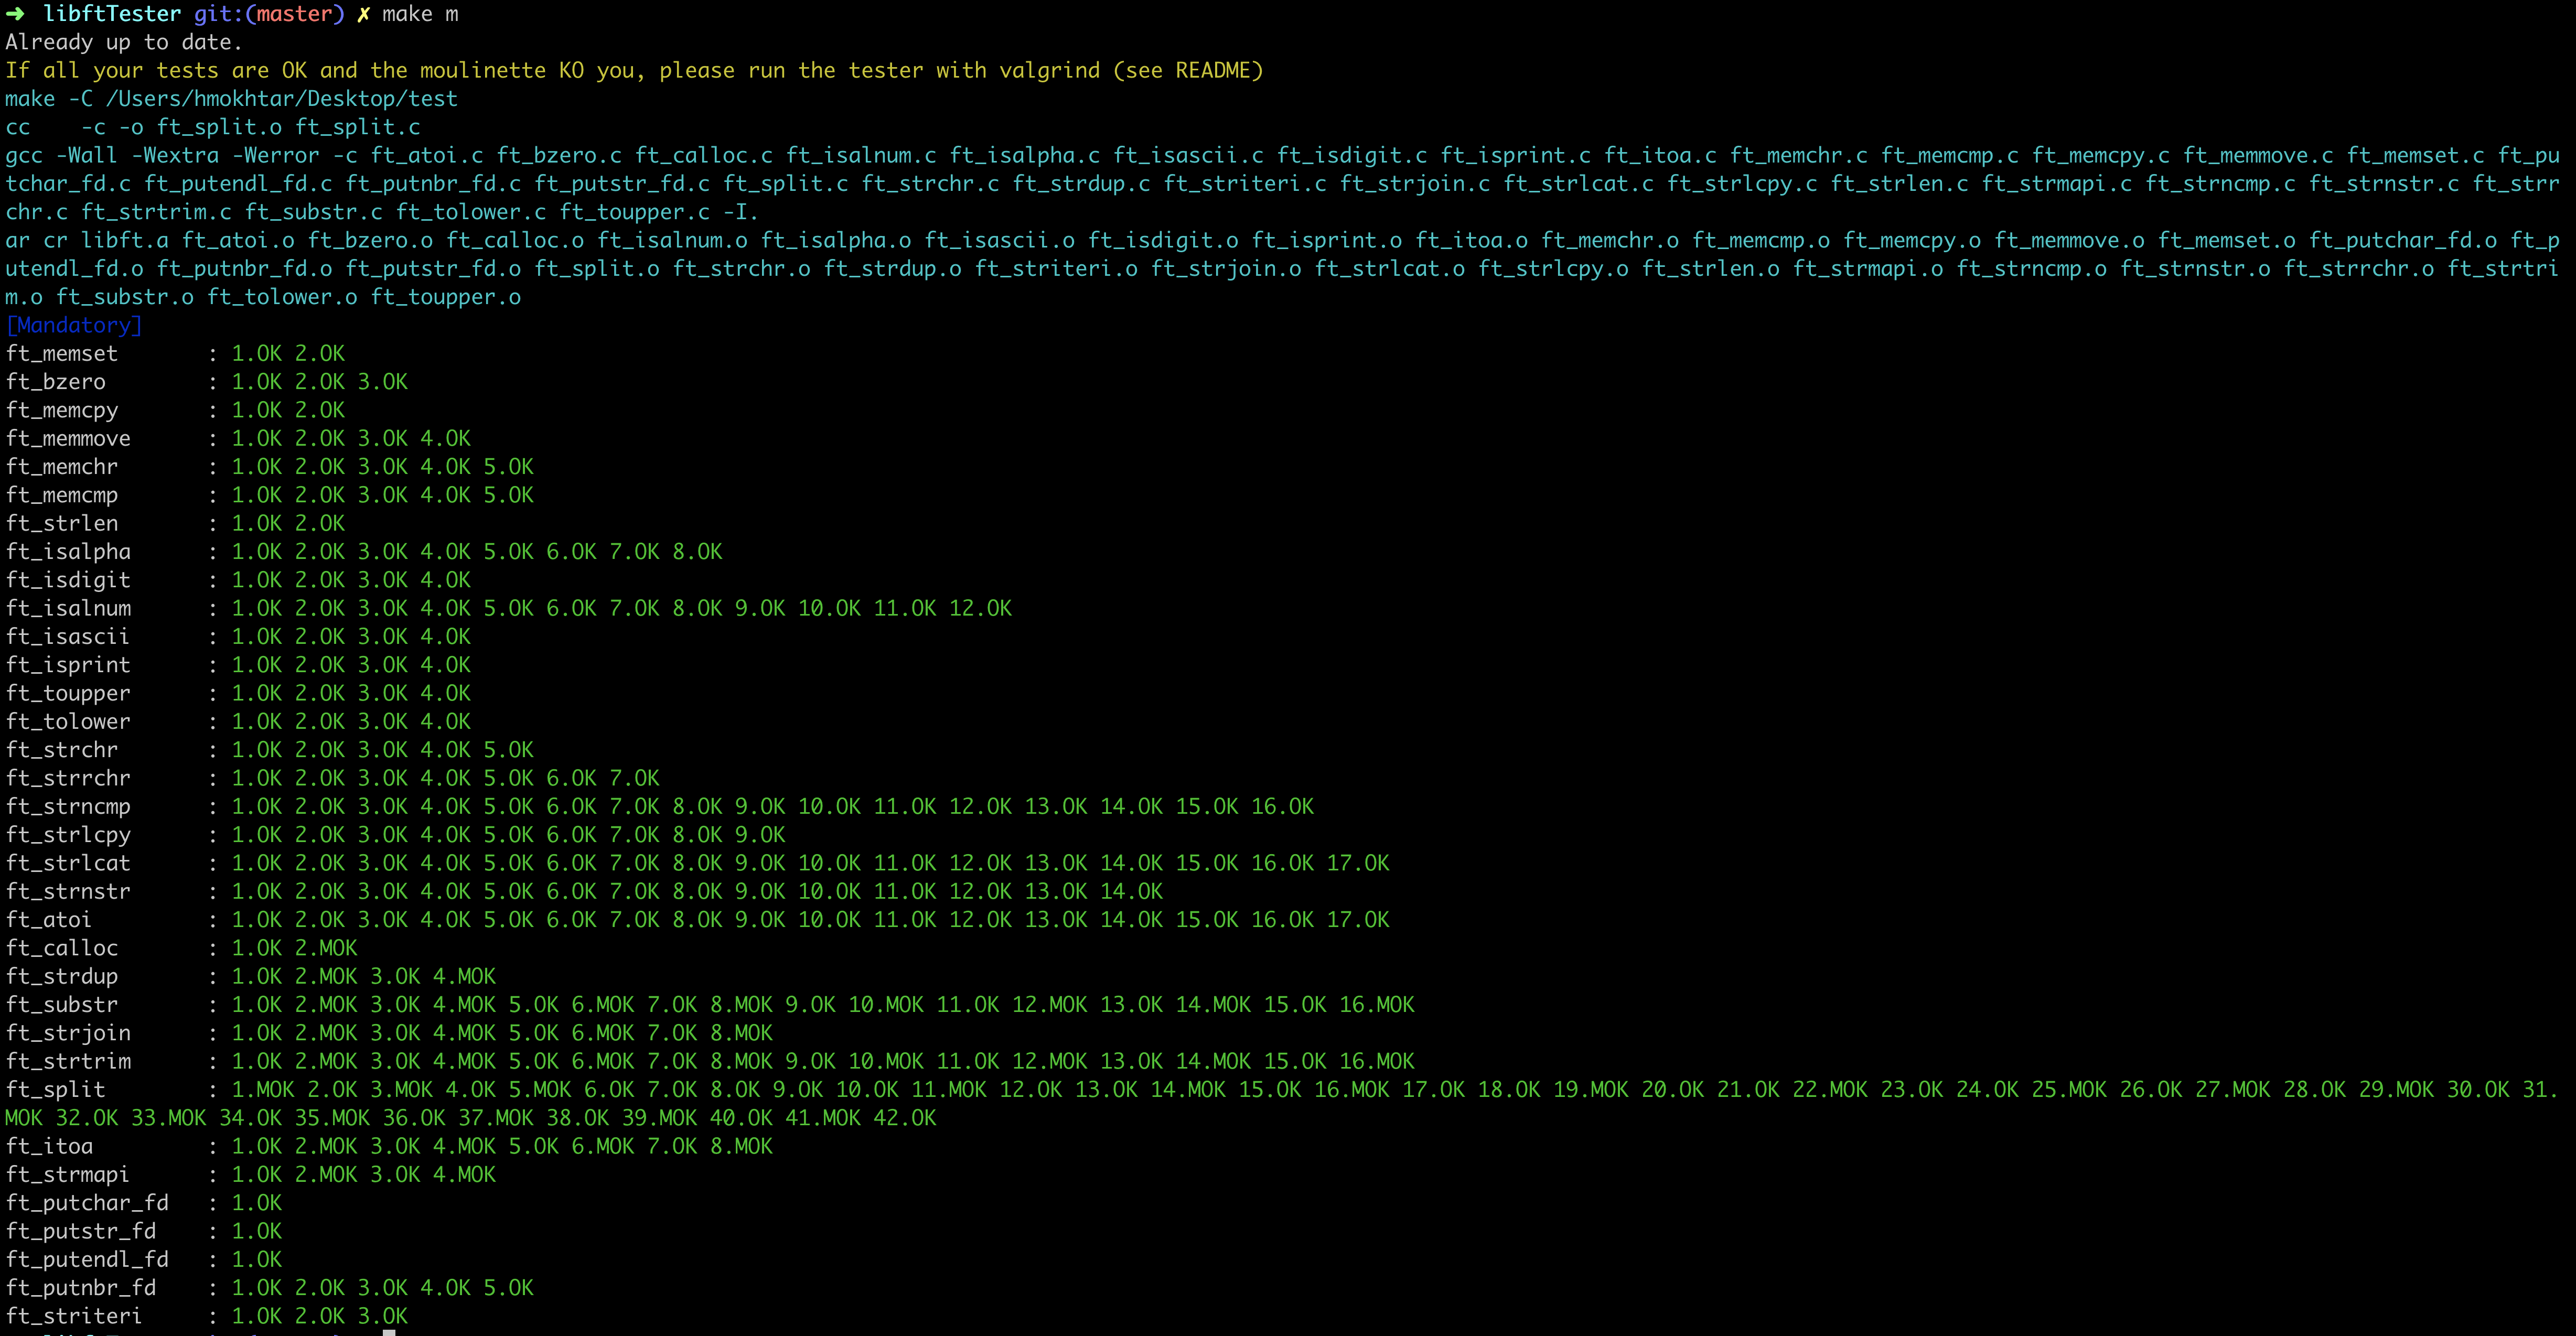 ➜ libftTester git:(master) ✗ make m
Already up to date.
If all your tests are OK and the moulinette KO you, please run the tester with valgrind (see README)
make -C /Users/hmokhtar/Desktop/test
cc    -c -o ft_split.o ft_split.c
gcc -Wall -Wextra -Werror -c ft_atoi.c ft_bzero.c ft_calloc.c ft_isalnum.c ft_isalpha.c ft_isascii.c ft_isdigit.c ft_isprint.c ft_itoa.c ft_memchr.c ft_memcmp.c ft_memcpy.c ft_memmove.c ft_memset.c ft_pu
tchar_fd.c ft_putendl_fd.c ft_putnbr_fd.c ft_putstr_fd.c ft_split.c ft_strchr.c ft_strdup.c ft_striteri.c ft_strjoin.c ft_strlcat.c ft_strlcpy.c ft_strlen.c ft_strmapi.c ft_strncmp.c ft_strnstr.c ft_strr
chr.c ft_strtrim.c ft_substr.c ft_tolower.c ft_toupper.c -I.
ar cr libft.a ft_atoi.o ft_bzero.o ft_calloc.o ft_isalnum.o ft_isalpha.o ft_isascii.o ft_isdigit.o ft_isprint.o ft_itoa.o ft_memchr.o ft_memcmp.o ft_memcpy.o ft_memmove.o ft_memset.o ft_putchar_fd.o ft_p
utendl_fd.o ft_putnbr_fd.o ft_putstr_fd.o ft_split.o ft_strchr.o ft_strdup.o ft_striteri.o ft_strjoin.o ft_strlcat.o ft_strlcpy.o ft_strlen.o ft_strmapi.o ft_strncmp.o ft_strnstr.o ft_strrchr.o ft_strtri
m.o ft_substr.o ft_tolower.o ft_toupper.o
[Mandatory]
ft_memset       : 1.OK 2.OK
ft_bzero        : 1.OK 2.OK 3.OK
ft_memcpy       : 1.OK 2.OK
ft_memmove      : 1.OK 2.OK 3.OK 4.OK
ft_memchr       : 1.OK 2.OK 3.OK 4.OK 5.OK
ft_memcmp       : 1.OK 2.OK 3.OK 4.OK 5.OK
ft_strlen       : 1.OK 2.OK
ft_isalpha      : 1.OK 2.OK 3.OK 4.OK 5.OK 6.OK 7.OK 8.OK
ft_isdigit      : 1.OK 2.OK 3.OK 4.OK
ft_isalnum      : 1.OK 2.OK 3.OK 4.OK 5.OK 6.OK 7.OK 8.OK 9.OK 10.OK 11.OK 12.OK
ft_isascii      : 1.OK 2.OK 3.OK 4.OK
ft_isprint      : 1.OK 2.OK 3.OK 4.OK
ft_toupper      : 1.OK 2.OK 3.OK 4.OK
ft_tolower      : 1.OK 2.OK 3.OK 4.OK
ft_strchr       : 1.OK 2.OK 3.OK 4.OK 5.OK
ft_strrchr      : 1.OK 2.OK 3.OK 4.OK 5.OK 6.OK 7.OK
ft_strncmp      : 1.OK 2.OK 3.OK 4.OK 5.OK 6.OK 7.OK 8.OK 9.OK 10.OK 11.OK 12.OK 13.OK 14.OK 15.OK 16.OK
ft_strlcpy      : 1.OK 2.OK 3.OK 4.OK 5.OK 6.OK 7.OK 8.OK 9.OK
ft_strlcat      : 1.OK 2.OK 3.OK 4.OK 5.OK 6.OK 7.OK 8.OK 9.OK 10.OK 11.OK 12.OK 13.OK 14.OK 15.OK 16.OK 17.OK
ft_strnstr      : 1.OK 2.OK 3.OK 4.OK 5.OK 6.OK 7.OK 8.OK 9.OK 10.OK 11.OK 12.OK 13.OK 14.OK
ft_atoi         : 1.OK 2.OK 3.OK 4.OK 5.OK 6.OK 7.OK 8.OK 9.OK 10.OK 11.OK 12.OK 13.OK 14.OK 15.OK 16.OK 17.OK
ft_calloc       : 1.OK 2.MOK
ft_strdup       : 1.OK 2.MOK 3.OK 4.MOK
ft_substr       : 1.OK 2.MOK 3.OK 4.MOK 5.OK 6.MOK 7.OK 8.MOK 9.OK 10.MOK 11.OK 12.MOK 13.OK 14.MOK 15.OK 16.MOK
ft_strjoin      : 1.OK 2.MOK 3.OK 4.MOK 5.OK 6.MOK 7.OK 8.MOK
ft_strtrim      : 1.OK 2.MOK 3.OK 4.MOK 5.OK 6.MOK 7.OK 8.MOK 9.OK 10.MOK 11.OK 12.MOK 13.OK 14.MOK 15.OK 16.MOK
ft_split        : 1.MOK 2.OK 3.MOK 4.OK 5.MOK 6.OK 7.OK 8.OK 9.OK 10.OK 11.MOK 12.OK 13.OK 14.MOK 15.OK 16.MOK 17.OK 18.OK 19.MOK 20.OK 21.OK 22.MOK 23.OK 24.OK 25.MOK 26.OK 27.MOK 28.OK 29.MOK 30.OK 31.
MOK 32.OK 33.MOK 34.OK 35.MOK 36.OK 37.MOK 38.OK 39.MOK 40.OK 41.MOK 42.OK
ft_itoa         : 1.OK 2.MOK 3.OK 4.MOK 5.OK 6.MOK 7.OK 8.MOK
ft_strmapi      : 1.OK 2.MOK 3.OK 4.MOK
ft_putchar_fd   : 1.OK
ft_putstr_fd    : 1.OK
ft_putendl_fd   : 1.OK
ft_putnbr_fd    : 1.OK 2.OK 3.OK 4.OK 5.OK
ft_striteri     : 1.OK 2.OK 3.OK